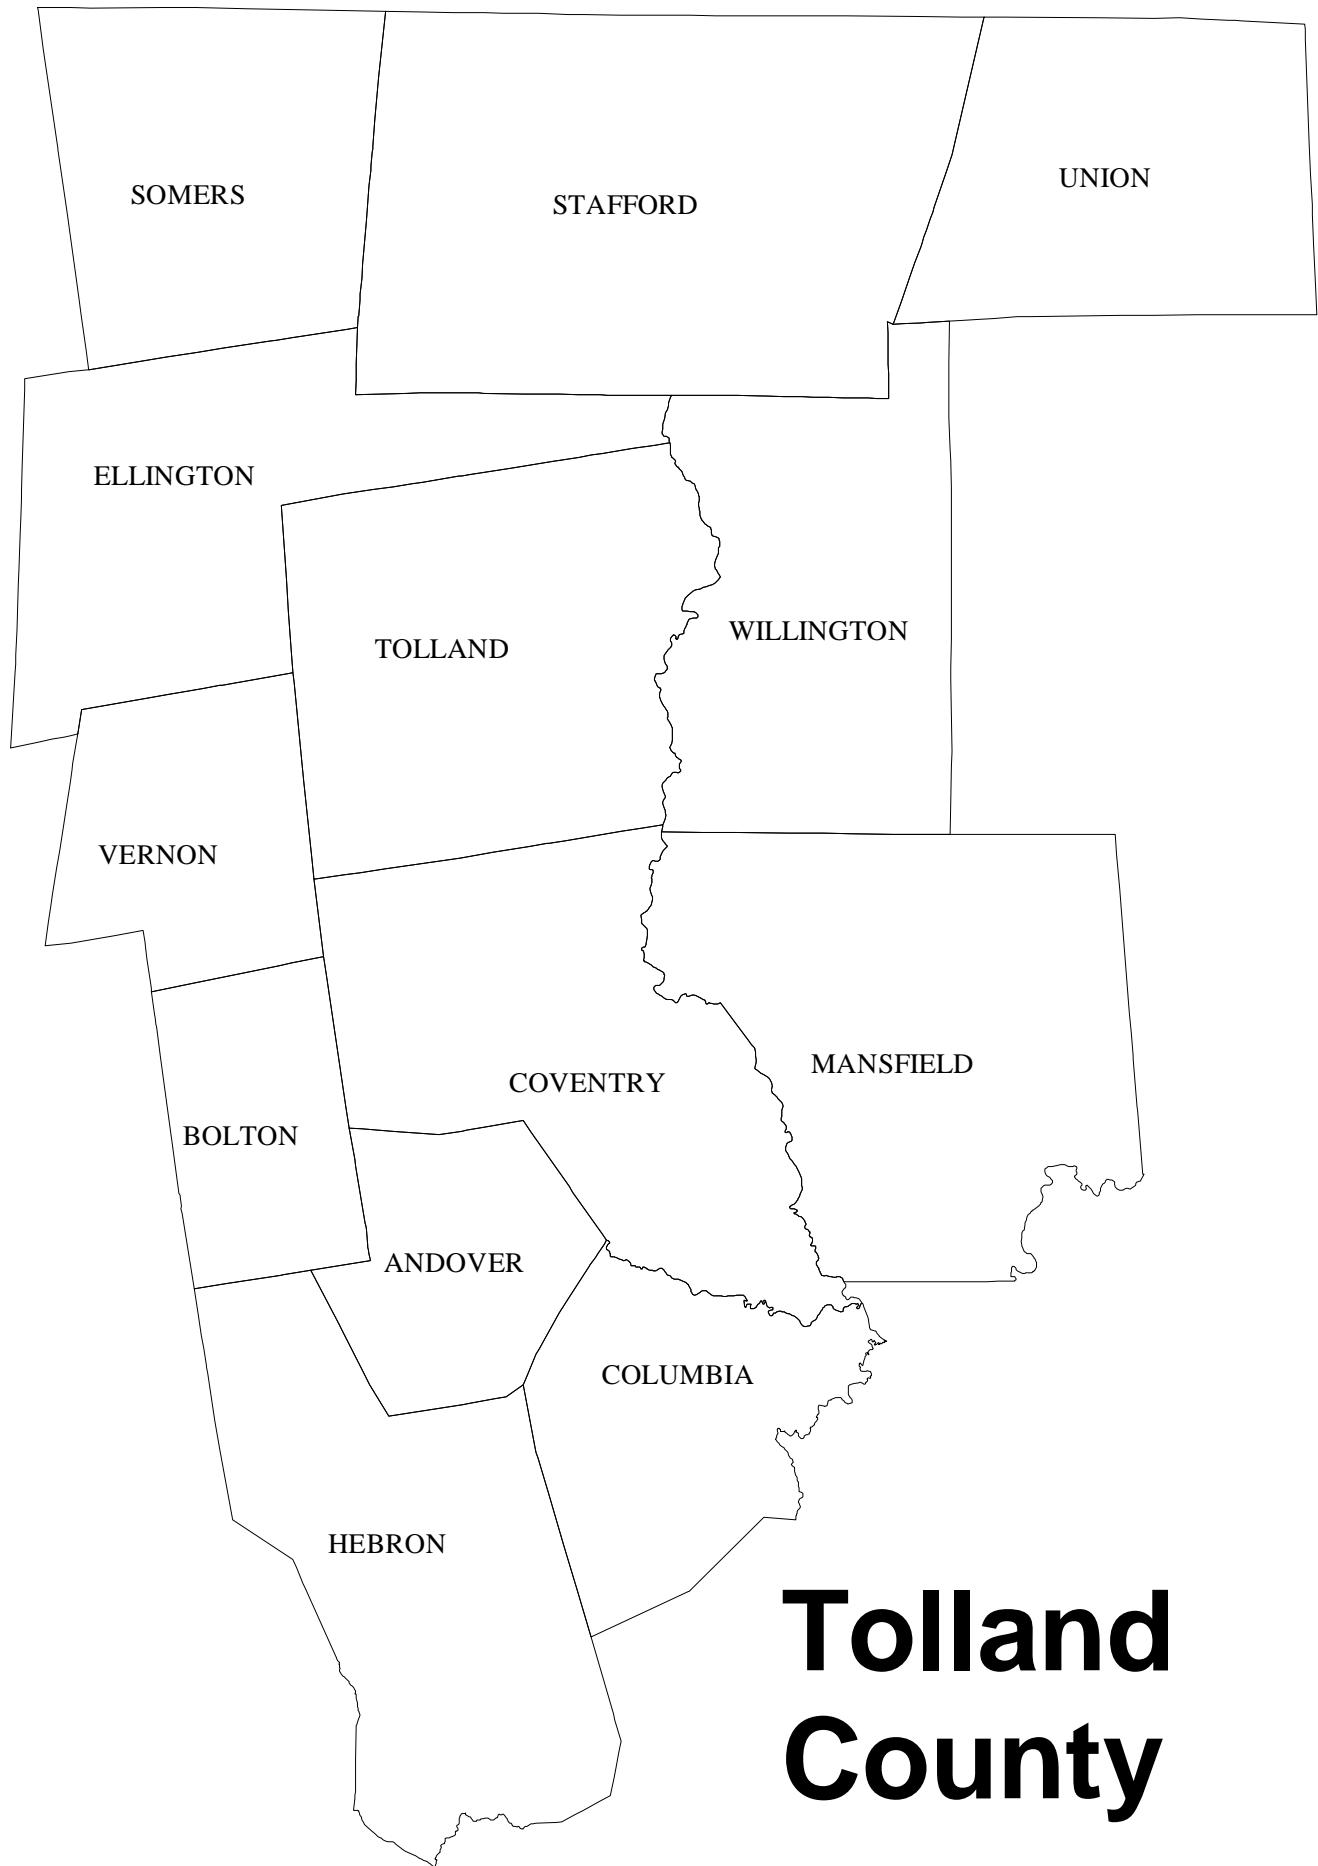 SOMERS
STAFFORD
UNION
ELLINGTON
TOLLAND
WILLINGTON
VERNON
COVENTRY
MANSFIELD
BOLTON
ANDOVER
COLUMBIA
HEBRON
Tolland
County